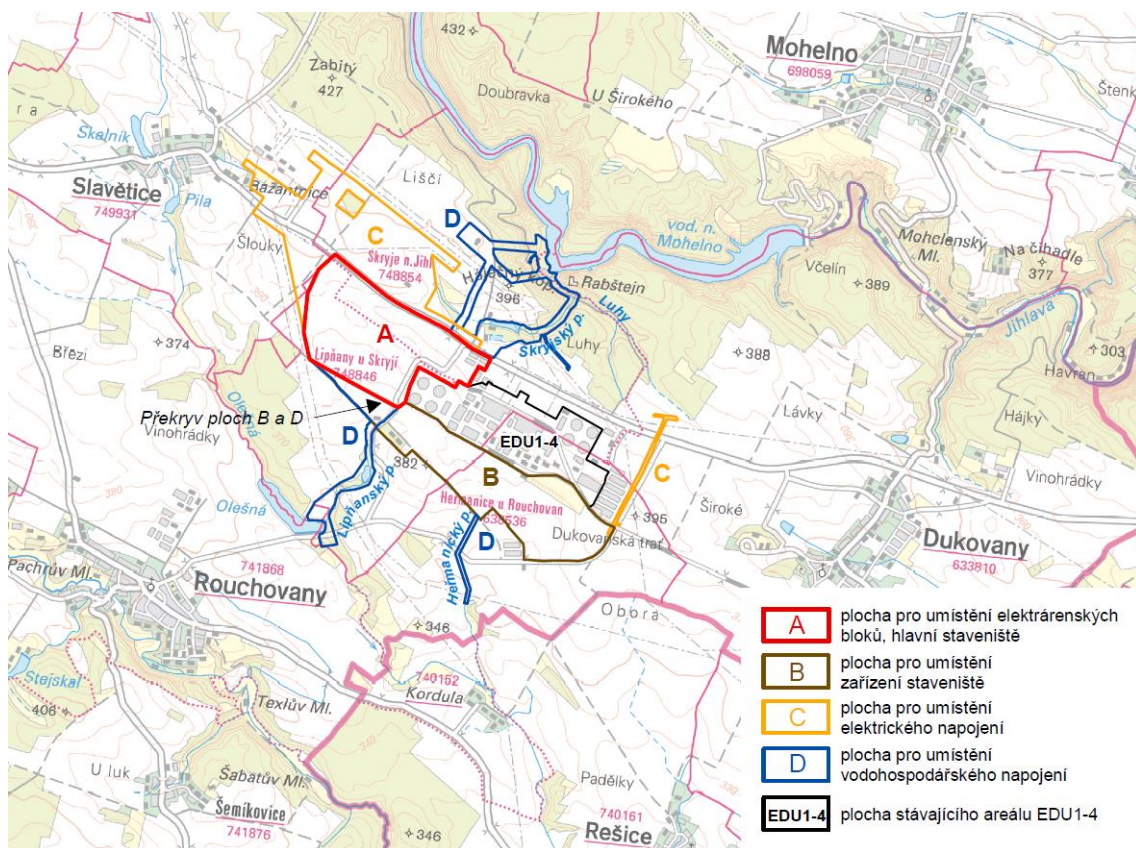 432
Zabitý
427
Doubravka
U Širokého
Mohelno
698059
Skalník
Slavětice
749931
Pila
Bažantnice
Liščí
Šlouky
C
D
Skryje n.Jihl.
748854
396
Rabštejn
Luhy
Luhy
Skryjský p.
vod. n.
Mohelno
Včelín
389
Mohelenský
Ml.
Na čihadle
377
Jihlava
303
Havran
Hájky
388
Lávky
A
Lipňany u Skryjí
748846
374
Březí
Překryv ploch B a D
Vinohrádky
Olešná
Olešná
D
382
Lipňanský p.
EDU1-4
B
Heřmanice u Rouchovan
638536
C
395
Široké
Vinohrádky
Dukovanská trať
Dukovany
633810
D
Heřmanický p.
Pachrův Ml.
741868
Rouchovany
346
Obora
Stejskal
406
Texlův Ml.
740162
Kordula
U luk
Šabatův Ml.
Šemíkovice
741876
346
Padělky
740161
Rešice
A
plocha pro umístění elektrárenských
bloků, hlavní staveniště
B
plocha pro umístění
zařízení staveniště
C
plocha pro umístění
elektrického napojení
D
plocha pro umístění
vodohospodářského napojení
EDU1-4
plocha stávajícího areálu EDU1-4